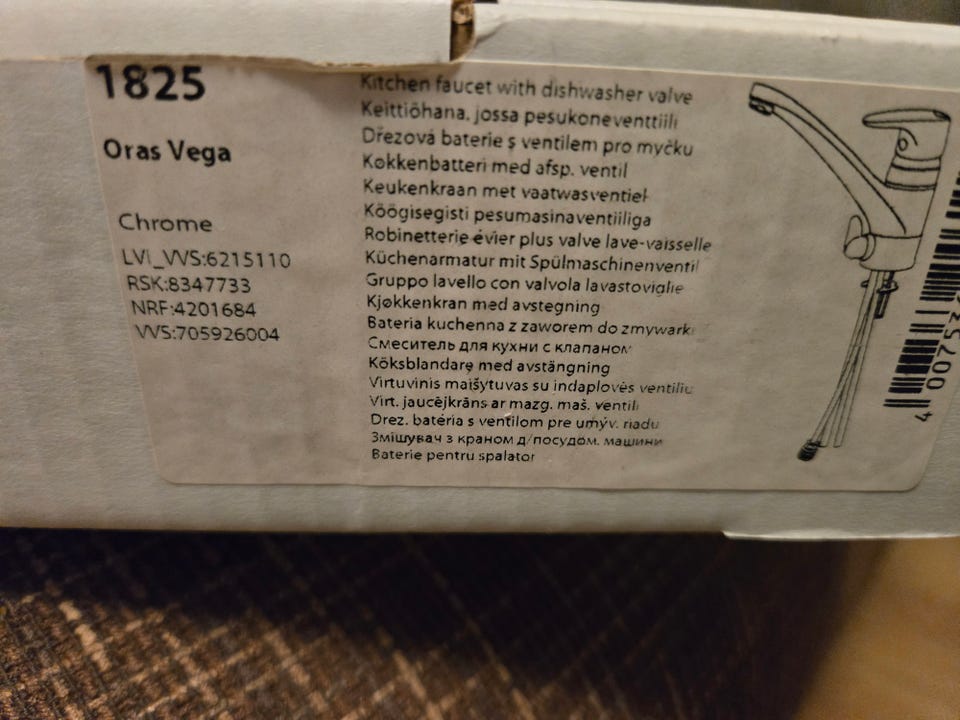 1825
Oras Vega
Chrome
LVI_VVS:6215110
RSK:8347733
NRF:4201684
VVS:705926004
Kitchen faucet with dishwasher valve
Keittiöhana, jossa pesukoneventtiili
Dřezová baterie s ventilem pro myčku
Køkkenbatteri med afsp. ventil
Keukenkraan met vaatwasventiel
Köögisegisti pesumasinaventiiliga
Robinetterie évier plus valve lave-vaisselle
Küchenarmatur mit Spülmaschinenventil
Gruppo lavello con valvola lavastoviglie
Kjøkkenkran med avstegning
Bateria kuchenna z zaworem do zmywarki
Смеситель для кухни с клапаном
Köksblandare med avstängning
Virtuvinis maišytuvas su indaplovės ventiliu
Virt. jaucējkrāns ar mazg. maš. ventili
Drez. batéria s ventilom pre umýv. riadu
Змішувач з краном д/посудом. машини
Baterie pentru spalator
4 00753